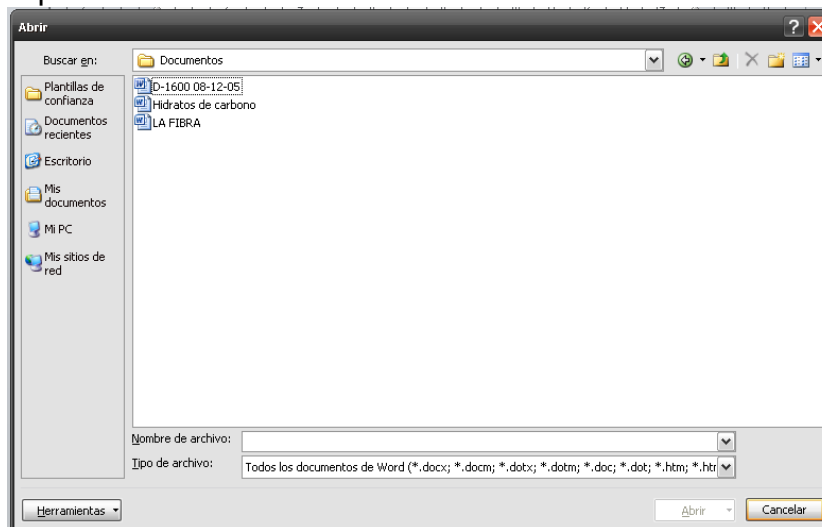 Abrir
Buscar en:
Documentos
Plantillas de
confianza
Documentos
recientes
Escritorio
Mis
documentos
Mi PC
Mis sitios de
red
D-1600 08-12-05
Hidratos de carbono
LA FIBRA
Nombre de archivo:
Tipo de archivo:
Todos los documentos de Word (*.docx; *.docm; *.dotx; *.dotm; *.doc; *.dot; *.htm; *.htr
Herramientas
Abrir
Cancelar